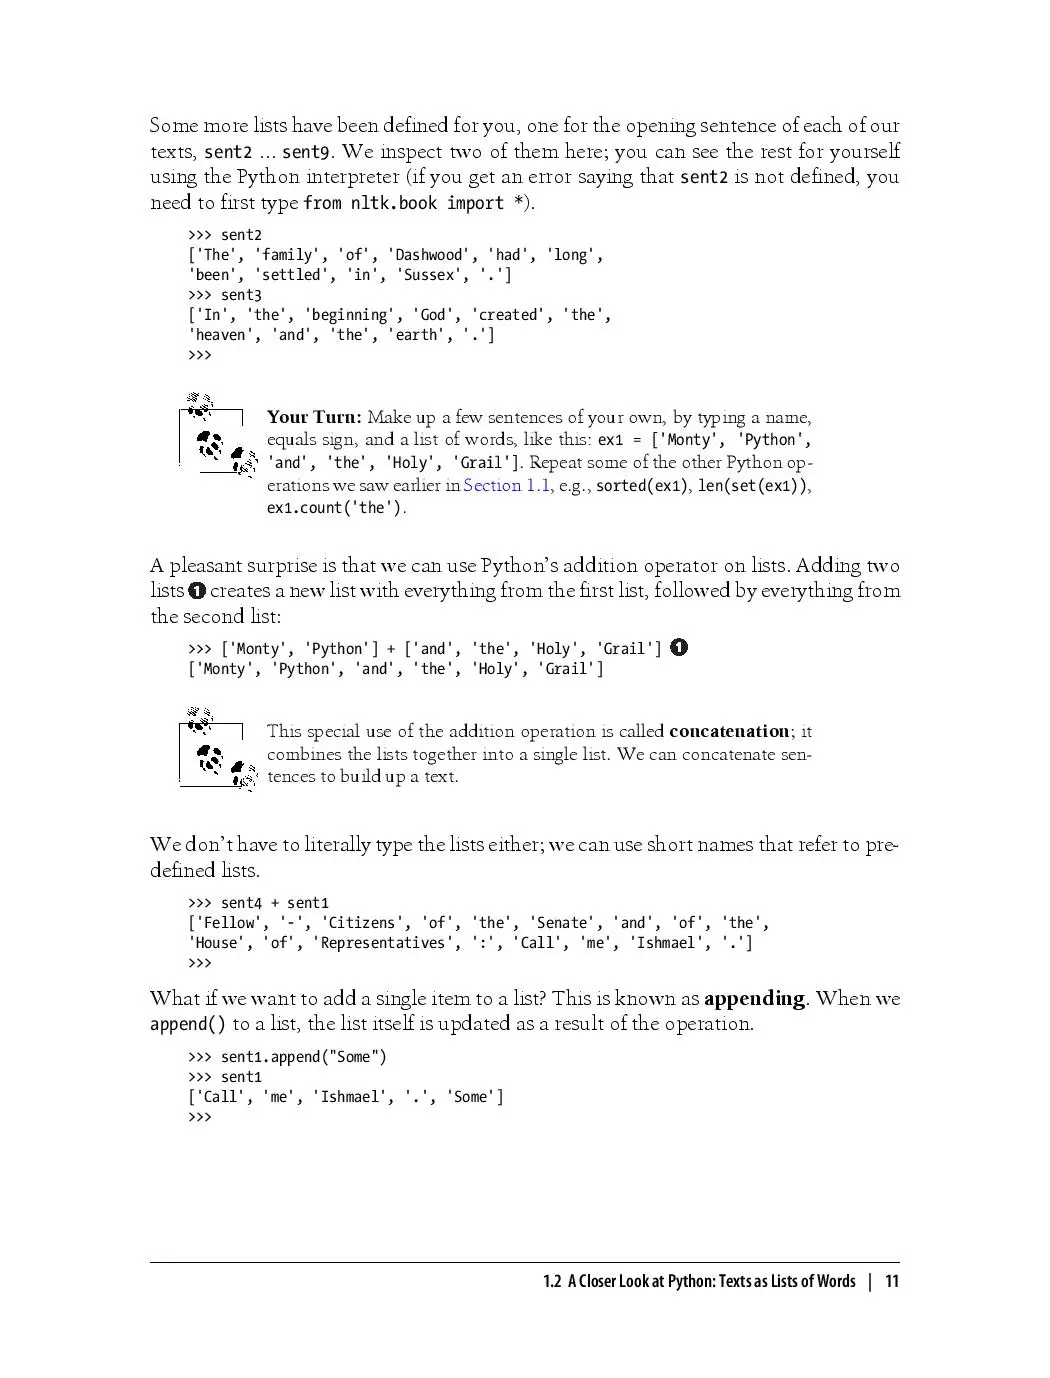 Some more lists have been defined for you, one for the opening sentence of each of our
texts, sent2 … sent9. We inspect two of them here; you can see the rest for yourself
using the Python interpreter (if you get an error saying that sent2 is not defined, you
need to first type from nltk.book import *).
>>> sent2
['The', 'family', 'of', 'Dashwood', 'had', 'long',
'been', 'settled', 'in', 'Sussex', '.']
>>> sent3
['In', 'the', 'beginning', 'God', 'created', 'the',
'heaven', 'and', 'the', 'earth', '.']
>>>
Your Turn: Make up a few sentences of your own, by typing a name,
equals sign, and a list of words, like this: ex1 = ['Monty', 'Python',
'and', 'the', 'Holy', 'Grail']. Repeat some of the other Python op-
erations we saw earlier in Section 1.1, e.g., sorted(ex1), len(set(ex1)),
ex1.count('the').
A pleasant surprise is that we can use Python’s addition operator on lists. Adding two
lists ❶ creates a new list with everything from the first list, followed by everything from
the second list:
>>> ['Monty', 'Python'] + ['and', 'the', 'Holy', 'Grail'] ❶
['Monty', 'Python', 'and', 'the', 'Holy', 'Grail']
This special use of the addition operation is called concatenation; it
combines the lists together into a single list. We can concatenate sen-
tences to build up a text.
We don’t have to literally type the lists either; we can use short names that refer to pre-
defined lists.
>>> sent4 + sent1
['Fellow', '-', 'Citizens', 'of', 'the', 'Senate', 'and', 'of', 'the',
'House', 'of', 'Representatives', ':', 'Call', 'me', 'Ishmael', '.']
>>>
What if we want to add a single item to a list? This is known as appending. When we
append() to a list, the list itself is updated as a result of the operation.
>>> sent1.append("Some")
>>> sent1
['Call', 'me', 'Ishmael', '.', 'Some']
>>>
1.2 A Closer Look at Python: Texts as Lists of Words | 11